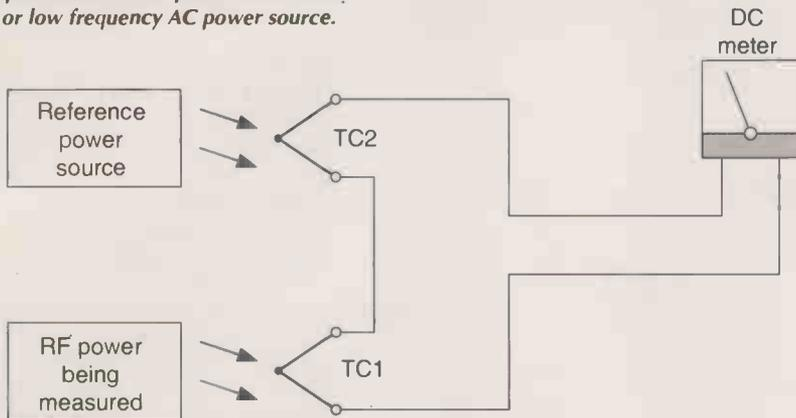 or low frequency AC power source.
DC
meter
Reference
power
source
TC2
RF power
being
measured
TC1